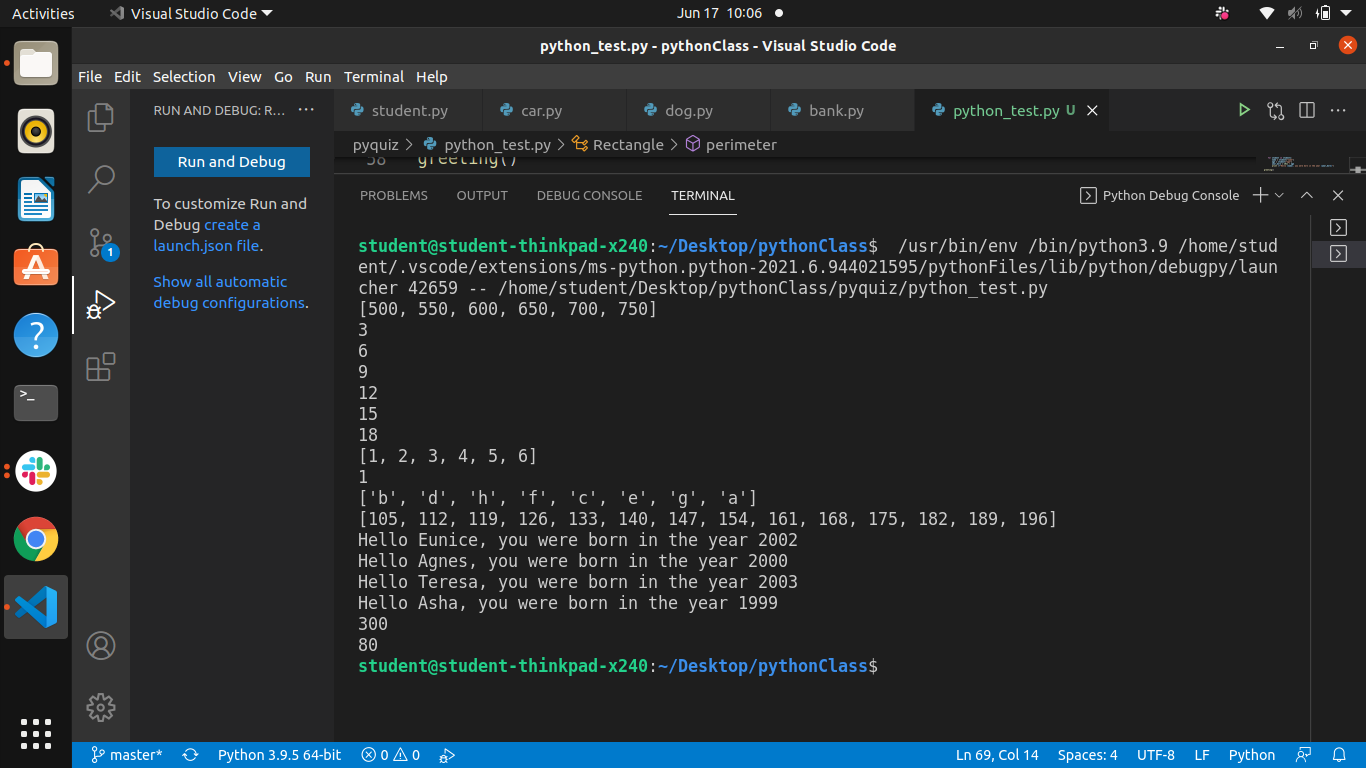 Activities
Visual Studio Code
Jun 17 10:06
python_test.py - pythonClass - Visual Studio Code
File Edit Selection View Go Run Terminal Help
RUN AND DEBUG: R... ···
student.py
car.py
dog.py
bank.py
python_test.py U
pyquiz > python_test.py > Rectangle > perimeter
58 greeting()
Run and Debug
To customize Run and
Debug create a
launch.json file.
Show all automatic
debug configurations.
1
PROBLEMS OUTPUT DEBUG CONSOLE TERMINAL
Python Debug Console
student@student-thinkpad-x240:~/Desktop/pythonClass$  /usr/bin/env /bin/python3.9 /home/stud
ent/.vscode/extensions/ms-python.python-2021.6.944021595/pythonFiles/lib/python/debugpy/laun
cher 42659 -- /home/student/Desktop/pythonClass/pyquiz/python_test.py
[500, 550, 600, 650, 700, 750]
3
6
9
12
15
18
[1, 2, 3, 4, 5, 6]
1
['b', 'd', 'h', 'f', 'c', 'e', 'g', 'a']
[105, 112, 119, 126, 133, 140, 147, 154, 161, 168, 175, 182, 189, 196]
Hello Eunice, you were born in the year 2002
Hello Agnes, you were born in the year 2000
Hello Teresa, you were born in the year 2003
Hello Asha, you were born in the year 1999
300
80
student@student-thinkpad-x240:~/Desktop/pythonClass$
master* Python 3.9.5 64-bit 0 0 Ln 69, Col 14 Spaces: 4 UTF-8 LF Python